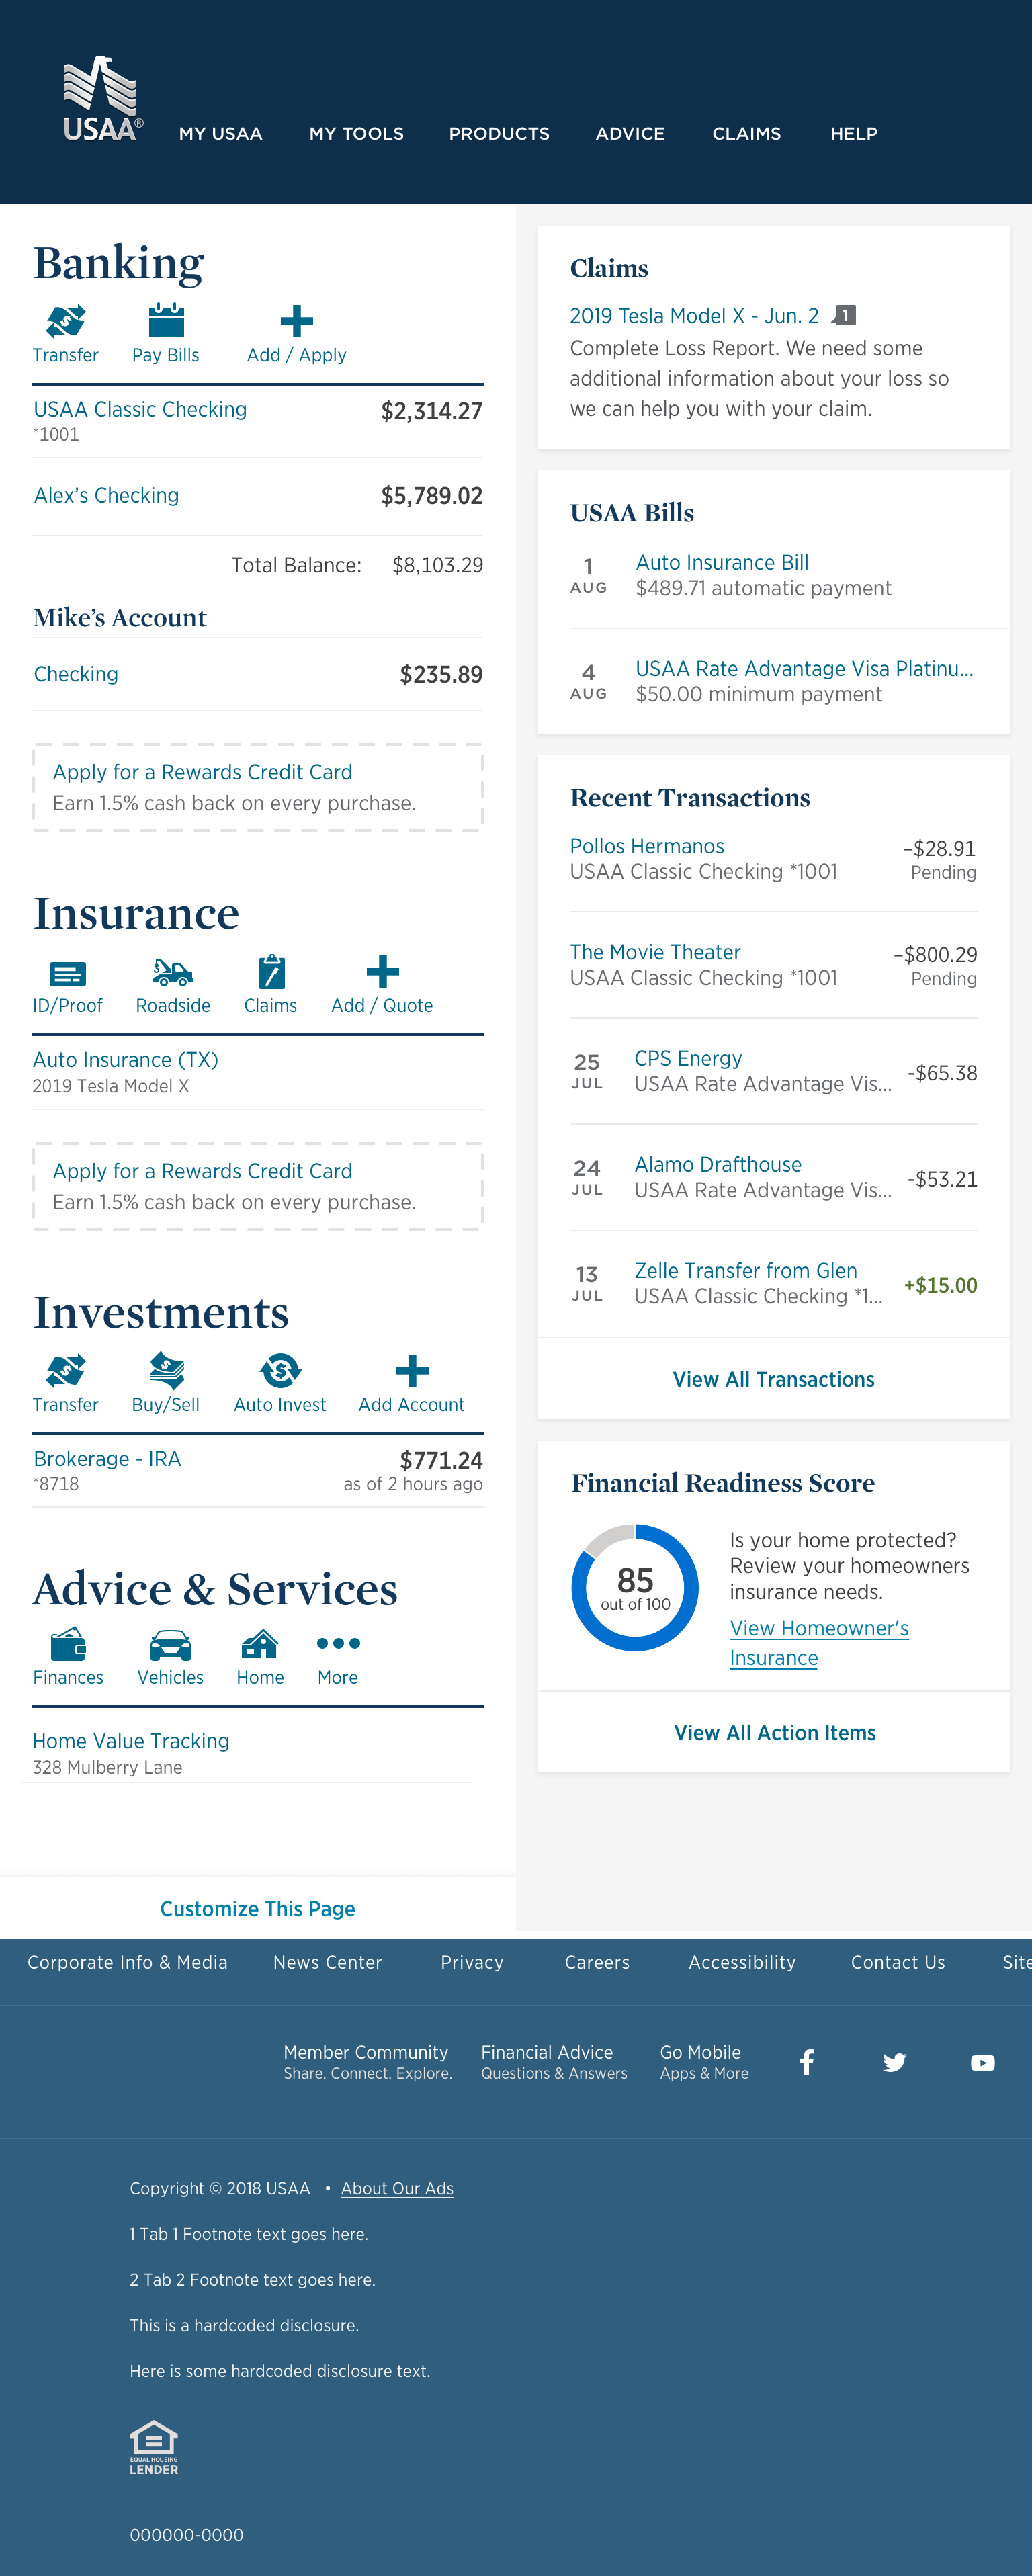 USAA®
MY USAA
MY TOOLS
PRODUCTS
ADVICE
CLAIMS
HELP
Banking
Transfer
Pay Bills
Add / Apply
USAA Classic Checking
$2,314.27
*1001
Alex’s Checking
$5,789.02
Total Balance: $8,103.29
Mike’s Account
Checking
$235.89
Apply for a Rewards Credit Card
Earn 1.5% cash back on every purchase.
Insurance
ID/Proof
Roadside
Claims
Add / Quote
Auto Insurance (TX)
2019 Tesla Model X
Apply for a Rewards Credit Card
Earn 1.5% cash back on every purchase.
Investments
Transfer
Buy/Sell
Auto Invest
Add Account
Brokerage - IRA
$771.24
*8718
as of 2 hours ago
Advice & Services
Finances
Vehicles
Home
More
Home Value Tracking
328 Mulberry Lane
Customize This Page
Claims
2019 Tesla Model X - Jun. 2 1
Complete Loss Report. We need some
additional information about your loss so
we can help you with your claim.
USAA Bills
1
AUG
Auto Insurance Bill
$489.71 automatic payment
4
AUG
USAA Rate Advantage Visa Platinu...
$50.00 minimum payment
Recent Transactions
Pollos Hermanos
USAA Classic Checking *1001
–$28.91
Pending
The Movie Theater
USAA Classic Checking *1001
–$800.29
Pending
25
JUL
CPS Energy
USAA Rate Advantage Vis...
-$65.38
24
JUL
Alamo Drafthouse
USAA Rate Advantage Vis...
-$53.21
13
JUL
Zelle Transfer from Glen
USAA Classic Checking *1...
+$15.00
View All Transactions
Financial Readiness Score
85
out of 100
Is your home protected?
Review your homeowners
insurance needs.
View Homeowner's
Insurance
View All Action Items
Corporate Info & Media
News Center
Privacy
Careers
Accessibility
Contact Us
Site
Member Community
Share. Connect. Explore.
Financial Advice
Questions & Answers
Go Mobile
Apps & More
Copyright © 2018 USAA • About Our Ads
1 Tab 1 Footnote text goes here.
2 Tab 2 Footnote text goes here.
This is a hardcoded disclosure.
Here is some hardcoded disclosure text.
EQUAL HOUSING
LENDER
000000-0000